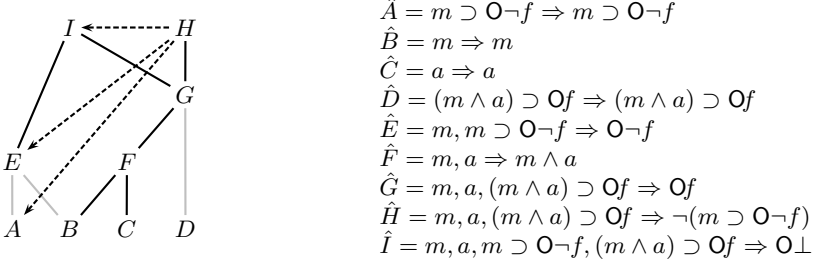 I H
G
E F
A B C D
Â = m ⊃ O¬f ⇒ m ⊃ O¬f
B̂ = m ⇒ m
Ĉ = a ⇒ a
D̂ = (m ∧ a) ⊃ Of ⇒ (m ∧ a) ⊃ Of
Ê = m, m ⊃ O¬f ⇒ O¬f
F̂ = m, a ⇒ m ∧ a
Ĝ = m, a, (m ∧ a) ⊃ Of ⇒ Of
Ĥ = m, a, (m ∧ a) ⊃ Of ⇒ ¬(m ⊃ O¬f)
Î = m, a, m ⊃ O¬f, (m ∧ a) ⊃ Of ⇒ O⊥